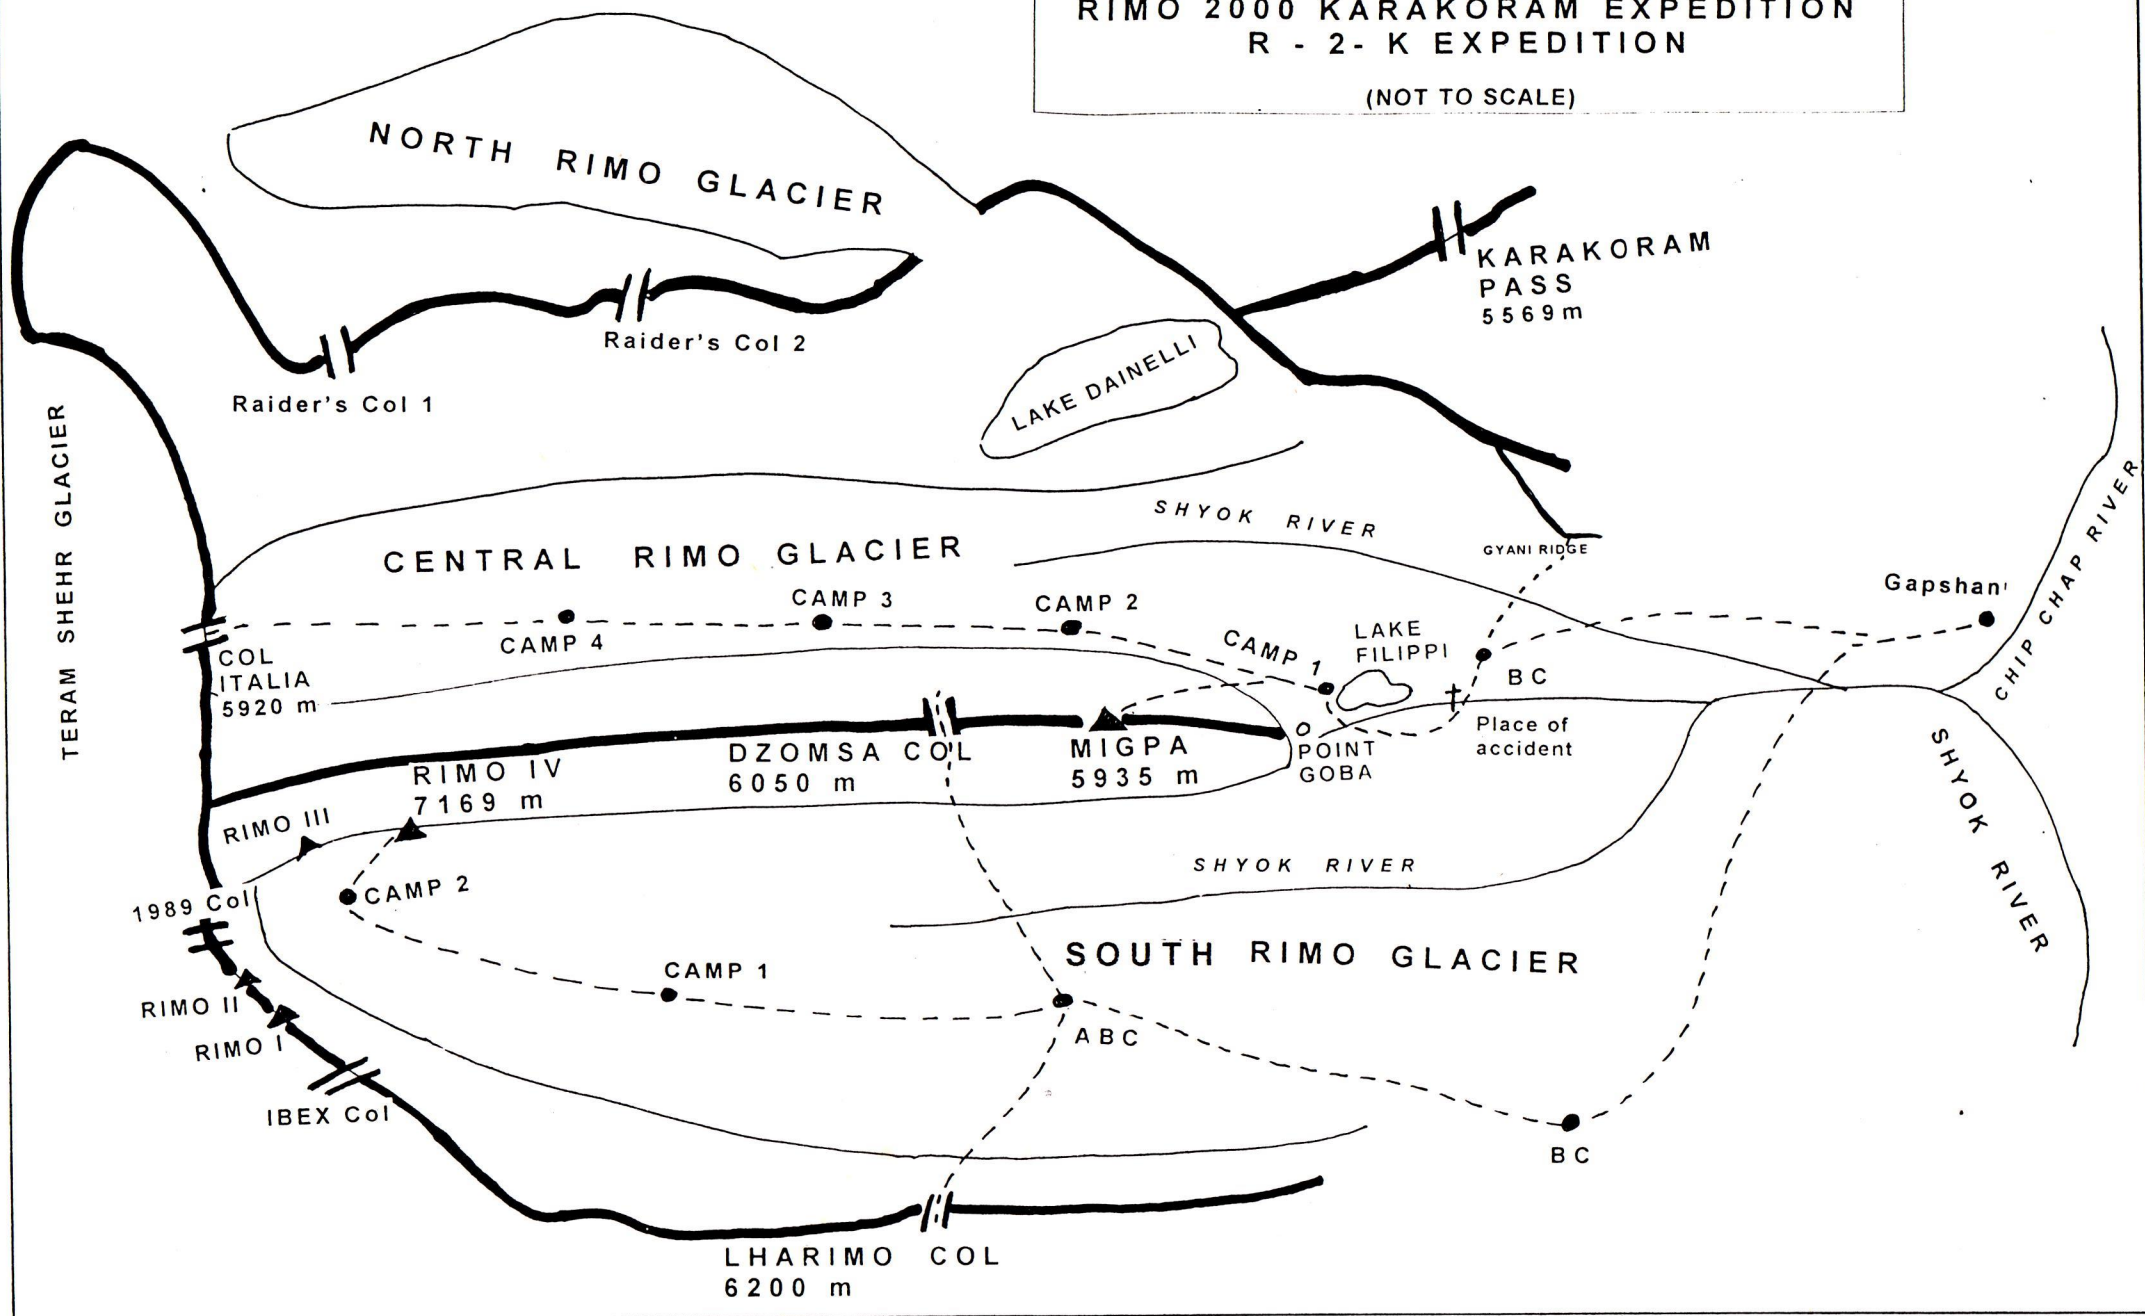 RIMO 2000 KARAKORAM EXPEDITION
R - 2- K EXPEDITION
(NOT TO SCALE)
NORTH RIMO GLACIER
KARAKORAM
PASS
5569m
Raider's Col 2
Raider's Col 1
LAKE DAINELLI
TERAM SHEHR GLACIER
SHYOK RIVER
CENTRAL RIMO GLACIER
GYANI RIDGE
CHIP CHAP RIVER
Gapshan
CAMP 3
CAMP 2
CAMP 4
CAMP 1
LAKE
FILIPPI
BC
COL
ITALIA
5920 m
Place of
accident
DZOMSA COL
6050 m
MIGPA
5935 m
POINT
GOBA
RIMO IV
7169 m
RIMO III
SHYOK RIVER
SHYOK RIVER
1989 Col
CAMP 2
SOUTH RIMO GLACIER
CAMP 1
RIMO II
ABC
RIMO I
IBEX Col
BC
LHARIMO COL
6200 m